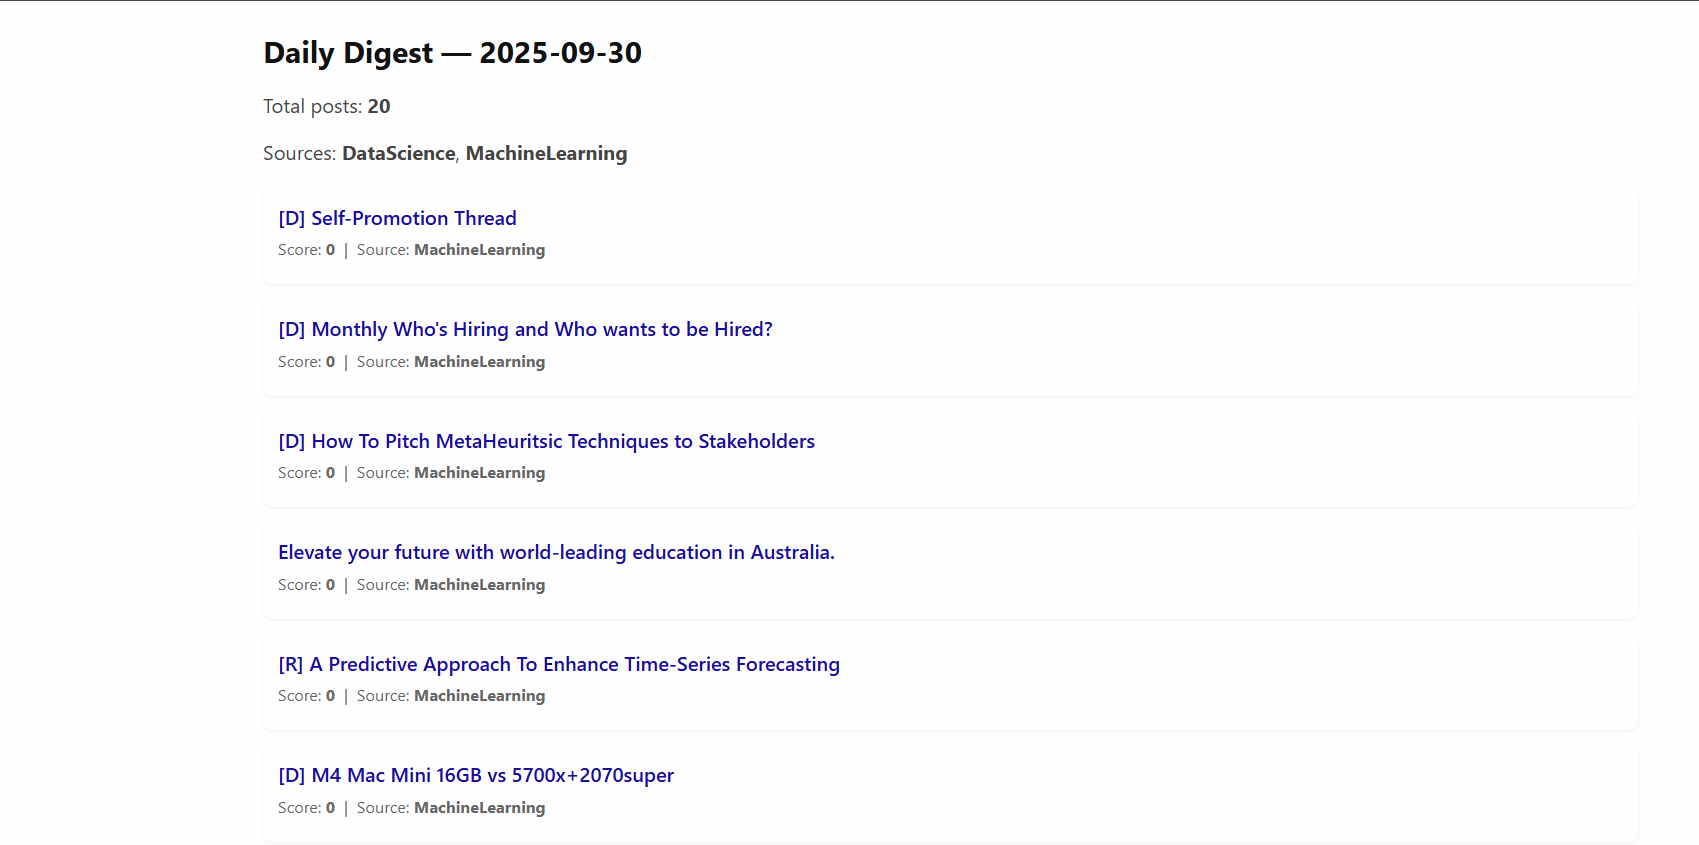 Daily Digest — 2025-09-30
Total posts: 20
Sources: DataScience, MachineLearning
[D] Self-Promotion Thread
Score: 0 | Source: MachineLearning
[D] Monthly Who's Hiring and Who wants to be Hired?
Score: 0 | Source: MachineLearning
[D] How To Pitch MetaHeuritsic Techniques to Stakeholders
Score: 0 | Source: MachineLearning
Elevate your future with world-leading education in Australia.
Score: 0 | Source: MachineLearning
[R] A Predictive Approach To Enhance Time-Series Forecasting
Score: 0 | Source: MachineLearning
[D] M4 Mac Mini 16GB vs 5700x+2070super
Score: 0 | Source: MachineLearning